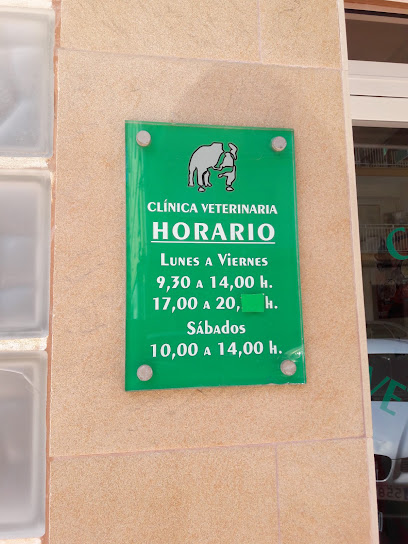 CLÍNICA VETERINARIA
HORARIO
LUNES A VIERNES
9,30 A 14,00 H.
17,00 A 20, H.
SÁBADOS
10,00 A 14,00 H.